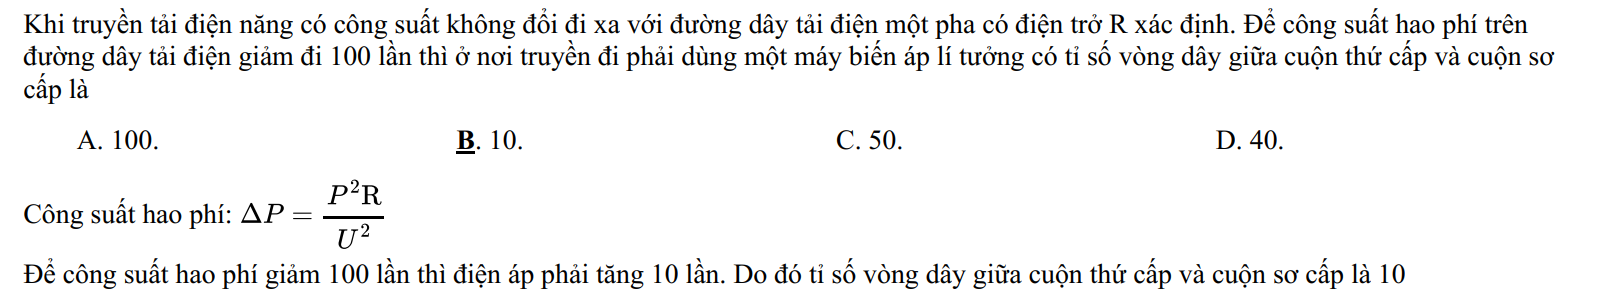 Khi truyền tải điện năng có công suất không đổi đi xa với đường dây tải điện một pha có điện trở R xác định. Để công suất hao phí trên
đường dây tải điện giảm đi 100 lần thì ở nơi truyền đi phải dùng một máy biến áp lí tưởng có tỉ số vòng dây giữa cuộn thứ cấp và cuộn sơ
cấp là
A. 100. B. 10. C. 50. D. 40.
Công suất hao phí: ΔP = P²R / U²
Để công suất hao phí giảm 100 lần thì điện áp phải tăng 10 lần. Do đó tỉ số vòng dây giữa cuộn thứ cấp và cuộn sơ cấp là 10